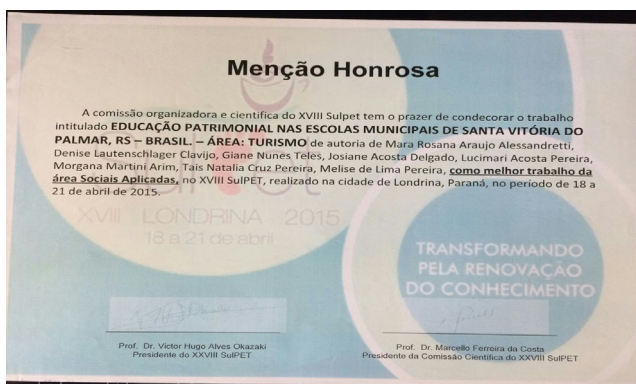 Menção Honrosa
A comissão organizadora e cientifica do XVIII Sulpet tem o prazer de condecorar o trabalho
intitulado EDUCAÇÃO PATRIMONIAL NAS ESCOLAS MUNICIPAIS DE SANTA VITÓRIA DO
PALMAR, RS – BRASIL. – ÁREA: TURISMO de autoria de Mara Rosana Araujo Alessandretti,
Denise Lautenschlager Clavijo, Giane Nunes Teles, Josiane Acosta Delgado, Lucimari Acosta Pereira,
Morgana Martini Arim, Tais Natalia Cruz Pereira, Melise de Lima Pereira, como melhor trabalho da
área Sociais Aplicadas, no XVIII SulPET, realizado na cidade de Londrina, Paraná, no período de 18 a
21 de abril de 2015.
XVIII LONDRINA 2015
18 a 21 de abril
TRANSFORMANDO
PELA RENOVAÇÃO
DO CONHECIMENTO
Prof. Dr. Victor Hugo Alves Okazaki
Presidente do XXVIII SulPET
Prof. Dr. Marcello Ferreira da Costa
Presidente da Comissão Cientifica do XXVIII SulPET